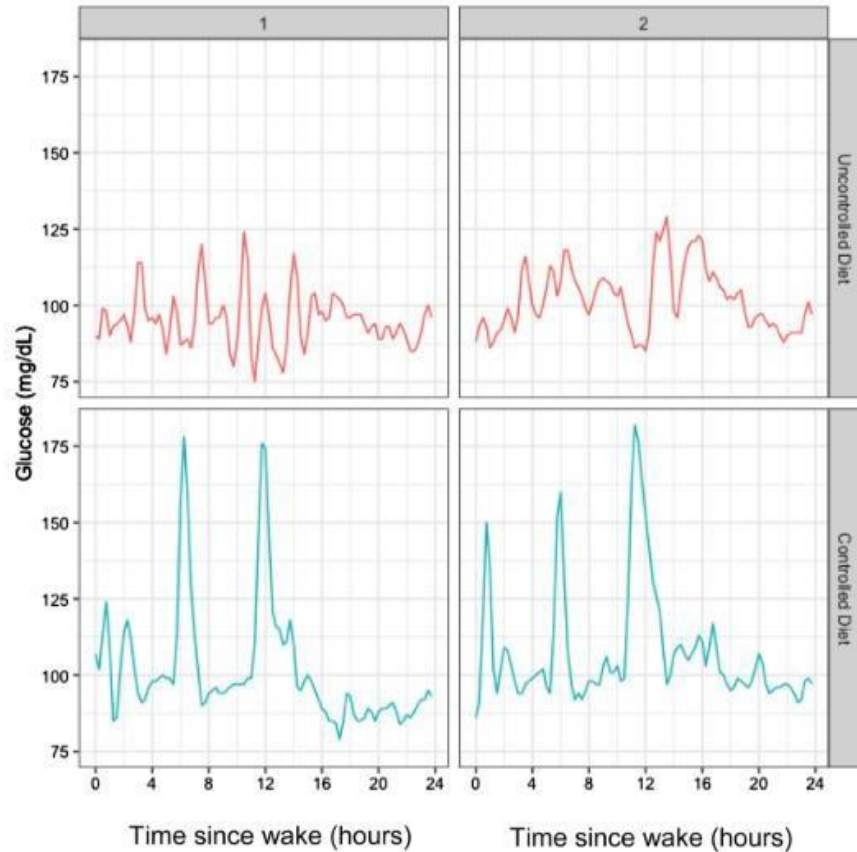 1
2
175
150
125
100
75
Uncontrolled Diet
Glucose (mg/dL)
175
150
125
100
75
Controlled Diet
0 4 8 12 16 20 24
0 4 8 12 16 20 24
Time since wake (hours)
Time since wake (hours)